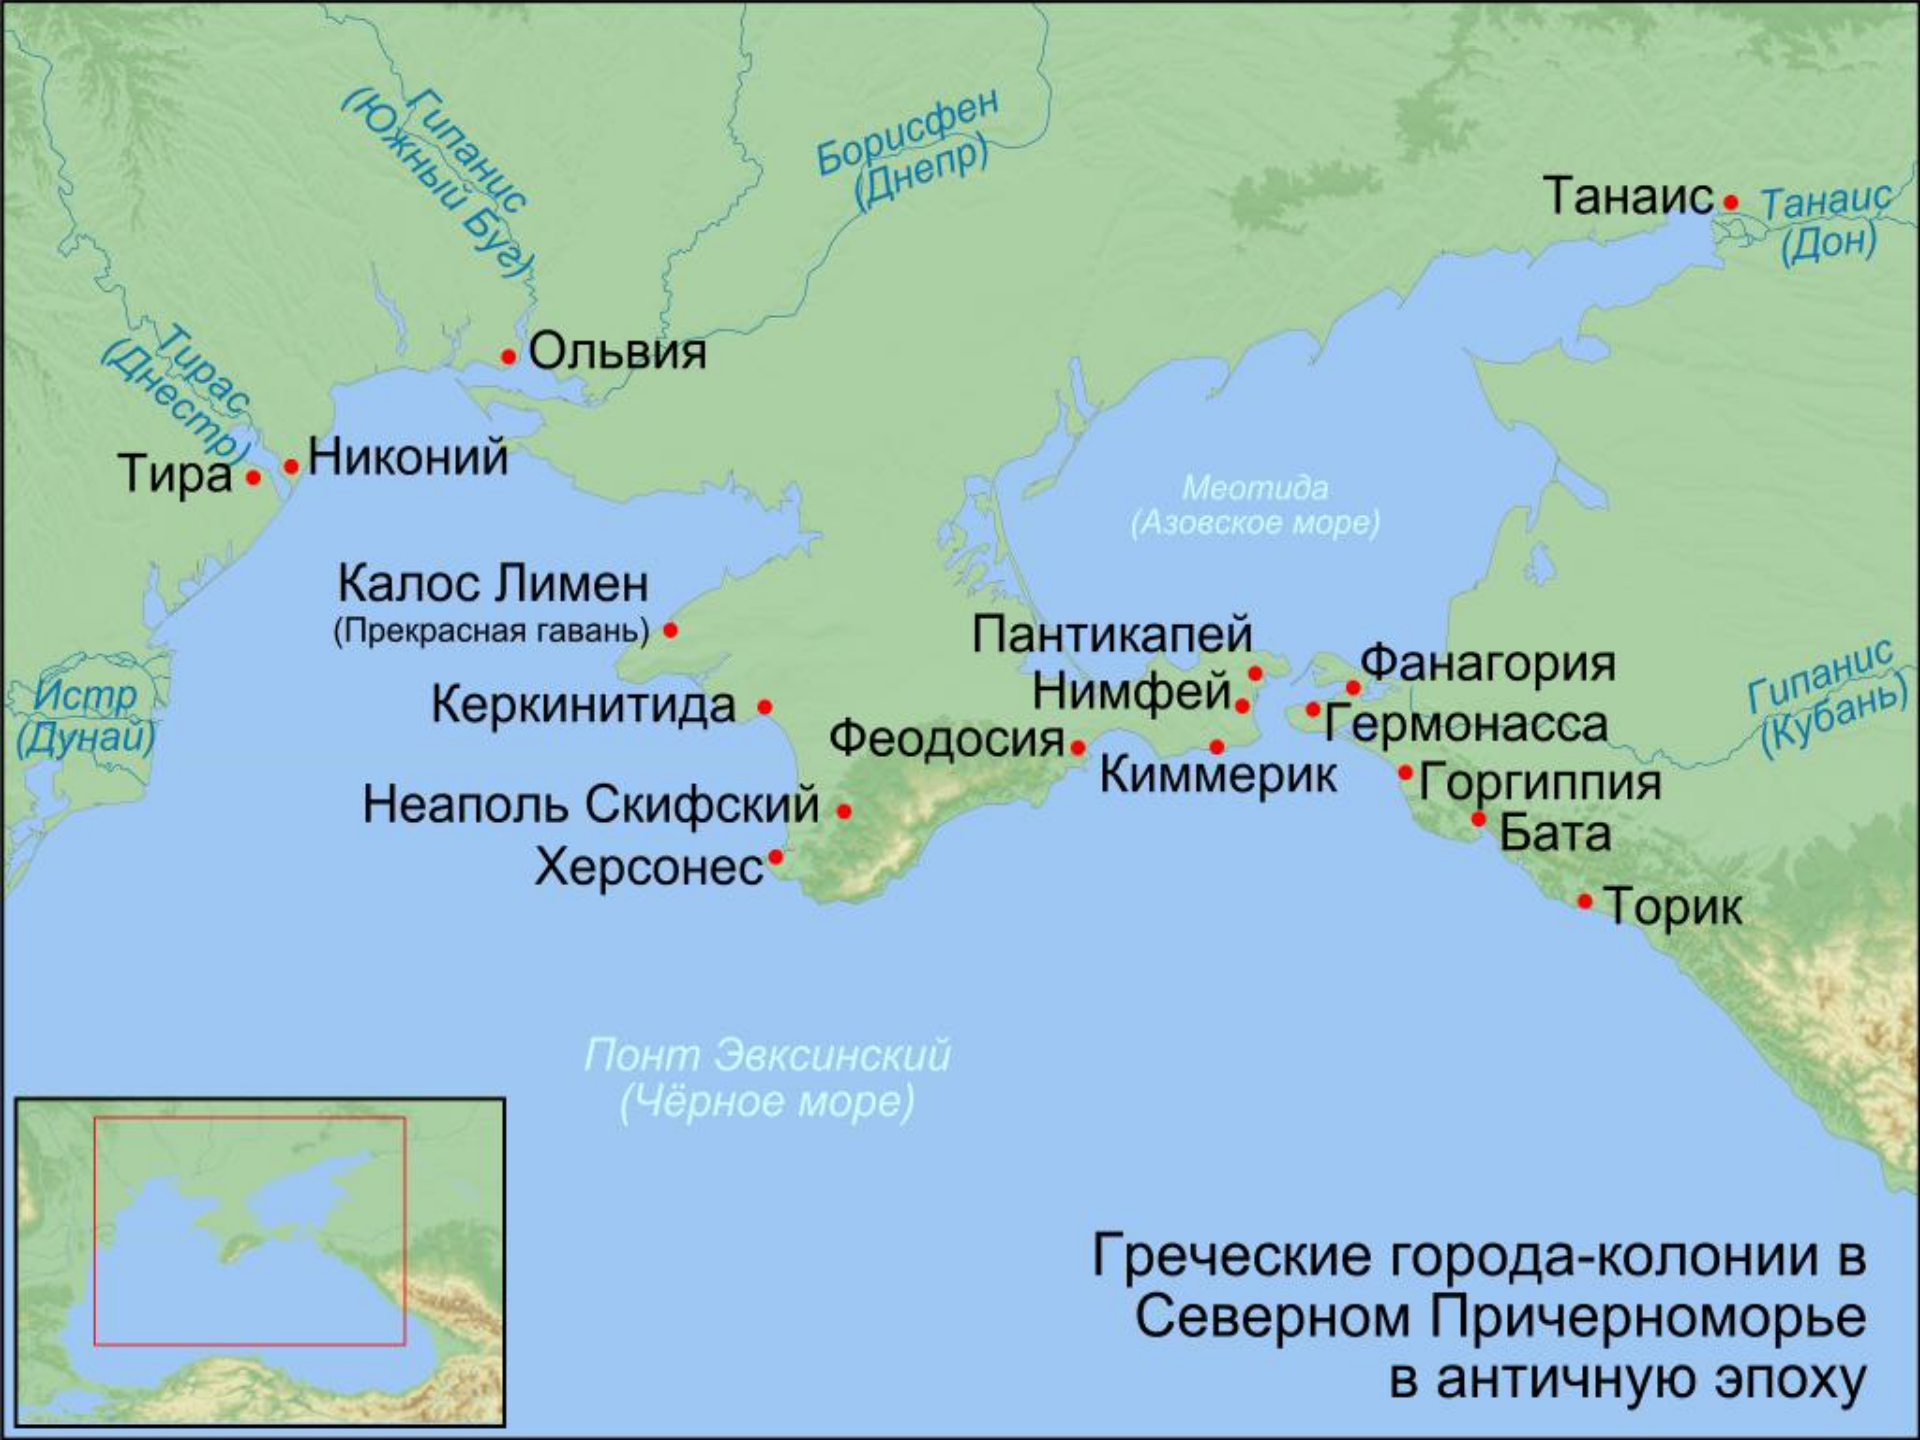 Гипанис
(Южный Буг)
Борисфен
(Днепр)
Танаис
Танаис
(Дон)
Тирас
(Днестр)
Ольвия
Тира
Никоний
Меотида
(Азовское море)
Калос Лимен
(Прекрасная гавань)
Пантикапей
Фанагория
Истр
(Дунай)
Керкинитида
Нимфей
Гермонасса
Гипанис
(Кубань)
Феодосия
Киммерик
Горгиппия
Неаполь Скифский
Бата
Херсонес
Торик
Понт Эвксинский
(Чёрное море)
Греческие города-колонии в
Северном Причерноморье
в античную эпоху